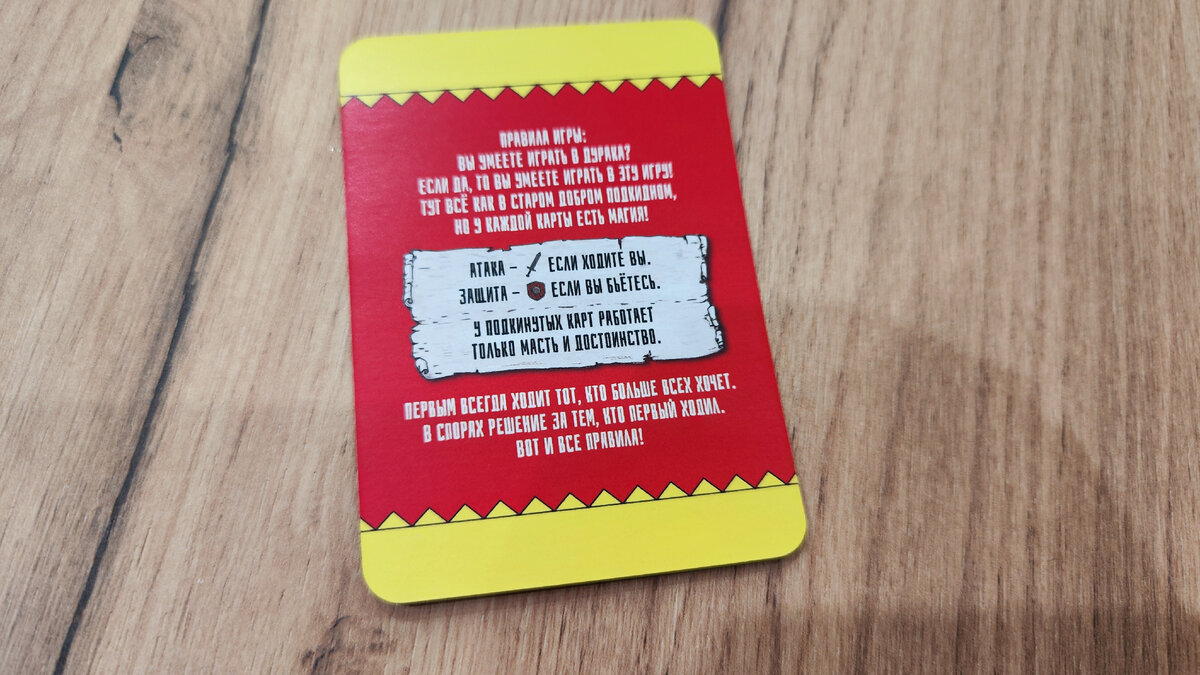 ПРАВИЛА ИГРЫ:
ВЫ УМЕЕТЕ ИГРАТЬ В ДУРАКА?
ЕСЛИ ДА, ТО ВЫ УМЕЕТЕ ИГРАТЬ В ЭТУ ИГРУ!
ТУТ ВСЁ КАК В СТАРОМ ДОБРОМ ПОДКИДНОМ,
НО У КАЖДОЙ КАРТЫ ЕСТЬ МАГИЯ!
АТАКА – ЕСЛИ ХОДИТЕ ВЫ.
ЗАЩИТА – ЕСЛИ ВЫ БЬЁТЕСЬ.
У ПОДКИНУТЫХ КАРТ РАБОТАЕТ
ТОЛЬКО МАСТЬ И ДОСТОИНСТВО.
ПЕРВЫМ ВСЕГДА ХОДИТ ТОТ, КТО БОЛЬШЕ ВСЕХ ХОЧЕТ.
В СПОРАХ РЕШЕНИЕ ЗА ТЕМ, КТО ПЕРВЫЙ ХОДИЛ.
ВОТ И ВСЕ ПРАВИЛА!